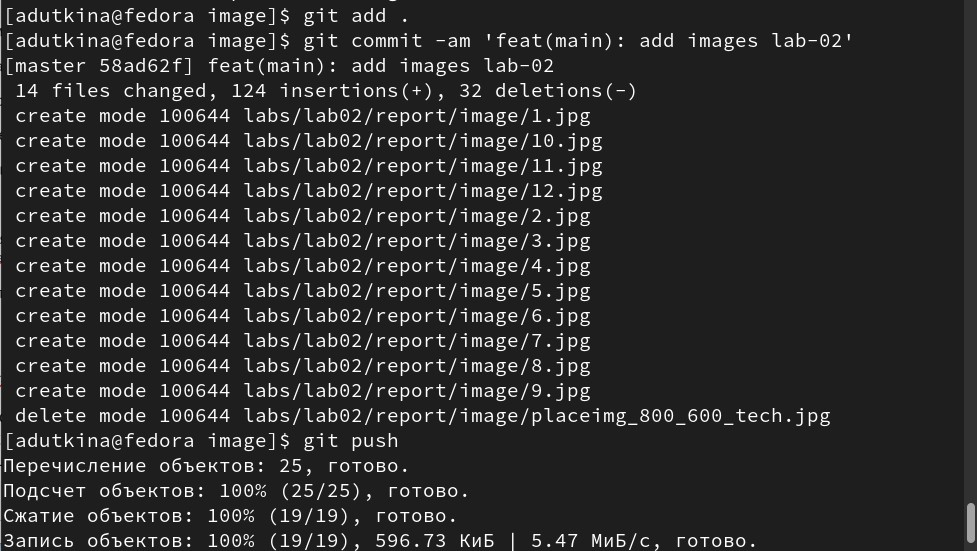 [adutkina@fedora image]$ git add .
[adutkina@fedora image]$ git commit -am 'feat(main): add images lab-02'
[master 58ad62f] feat(main): add images lab-02
 14 files changed, 124 insertions(+), 32 deletions(-)
 create mode 100644 labs/lab02/report/image/1.jpg
 create mode 100644 labs/lab02/report/image/10.jpg
 create mode 100644 labs/lab02/report/image/11.jpg
 create mode 100644 labs/lab02/report/image/12.jpg
 create mode 100644 labs/lab02/report/image/2.jpg
 create mode 100644 labs/lab02/report/image/3.jpg
 create mode 100644 labs/lab02/report/image/4.jpg
 create mode 100644 labs/lab02/report/image/5.jpg
 create mode 100644 labs/lab02/report/image/6.jpg
 create mode 100644 labs/lab02/report/image/7.jpg
 create mode 100644 labs/lab02/report/image/8.jpg
 create mode 100644 labs/lab02/report/image/9.jpg
 delete mode 100644 labs/lab02/report/image/placeimg_800_600_tech.jpg
[adutkina@fedora image]$ git push
Перечисление объектов: 25, готово.
Подсчет объектов: 100% (25/25), готово.
Сжатие объектов: 100% (19/19), готово.
Запись объектов: 100% (19/19), 596.73 КиБ | 5.47 МиБ/с, готово.